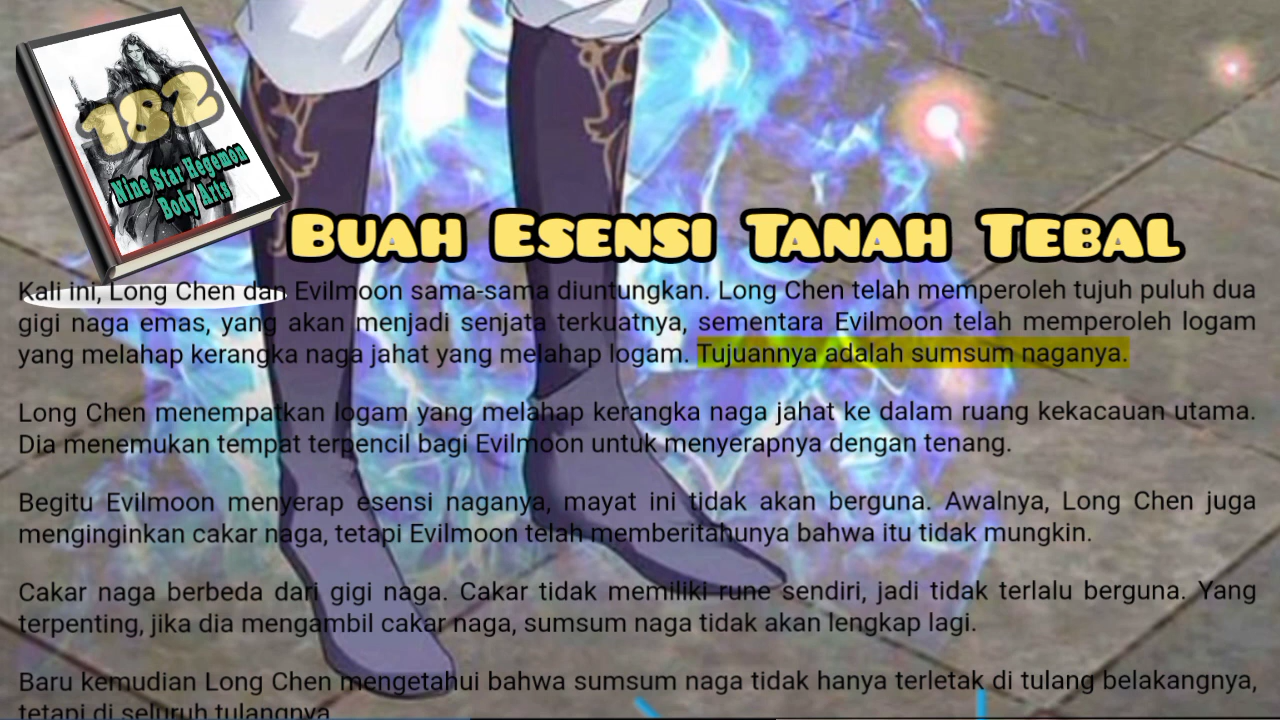 182
Nine Star Hegemon
Body Arts
Buah Esensi Tanah Tebal
Kali ini, Long Chen dan Evilmoon sama-sama diuntungkan. Long Chen telah memperoleh tujuh puluh dua
gigi naga emas, yang akan menjadi senjata terkuatnya, sementara Evilmoon telah memperoleh logam
yang melahap kerangka naga jahat yang melahap logam. Tujuannya adalah sumsum naganya.
Long Chen menempatkan logam yang melahap kerangka naga jahat ke dalam ruang kekacauan utama.
Dia menemukan tempat terpencil bagi Evilmoon untuk menyerapnya dengan tenang.
Begitu Evilmoon menyerap esensi naganya, mayat ini tidak akan berguna. Awalnya, Long Chen juga
menginginkan cakar naga, tetapi Evilmoon telah memberitahunya bahwa itu tidak mungkin.
Cakar naga berbeda dari gigi naga. Cakar tidak memiliki rune sendiri, jadi tidak terlalu berguna. Yang
terpenting, jika dia mengambil cakar naga, sumsum naga tidak akan lengkap lagi.
Baru kemudian Long Chen mengetahui bahwa sumsum naga tidak hanya terletak di tulang belakangnya,
tetapi di seluruh tulangnya.